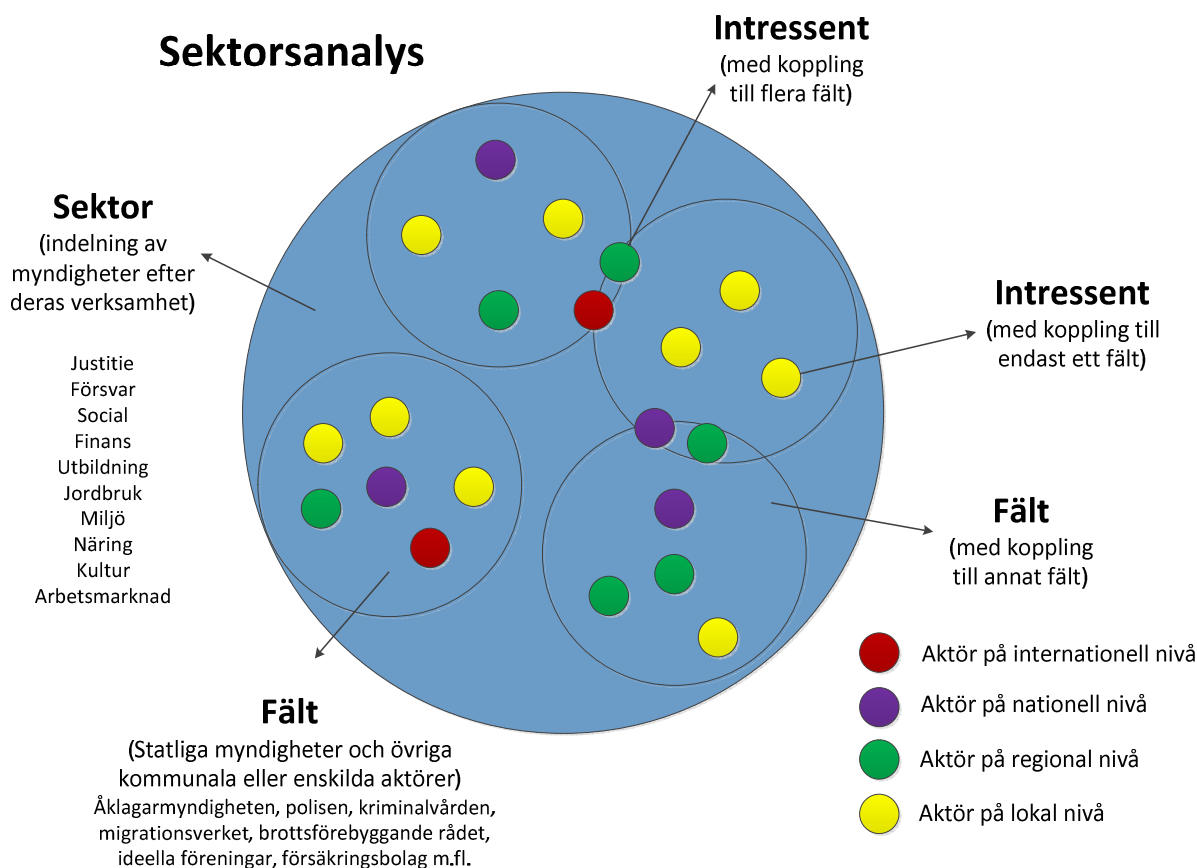 Sektorsanalys
Intressent
(med koppling
till flera fält)
Sektor
(indelning av
myndigheter efter
deras verksamhet)
Justitie
Försvar
Social
Finans
Utbildning
Jordbruk
Miljö
Näring
Kultur
Arbetsmarknad
Intressent
(med koppling till
endast ett fält)
Fält
(med koppling
till annat fält)
Fält
(Statliga myndigheter och övriga
kommunala eller enskilda aktörer)
Åklagarmyndigheten, polisen, kriminalvården,
migrationsverket, brottsförebyggande rådet,
ideella föreningar, försäkringsbolag m.fl.
Aktör på internationell nivå
Aktör på nationell nivå
Aktör på regional nivå
Aktör på lokal nivå